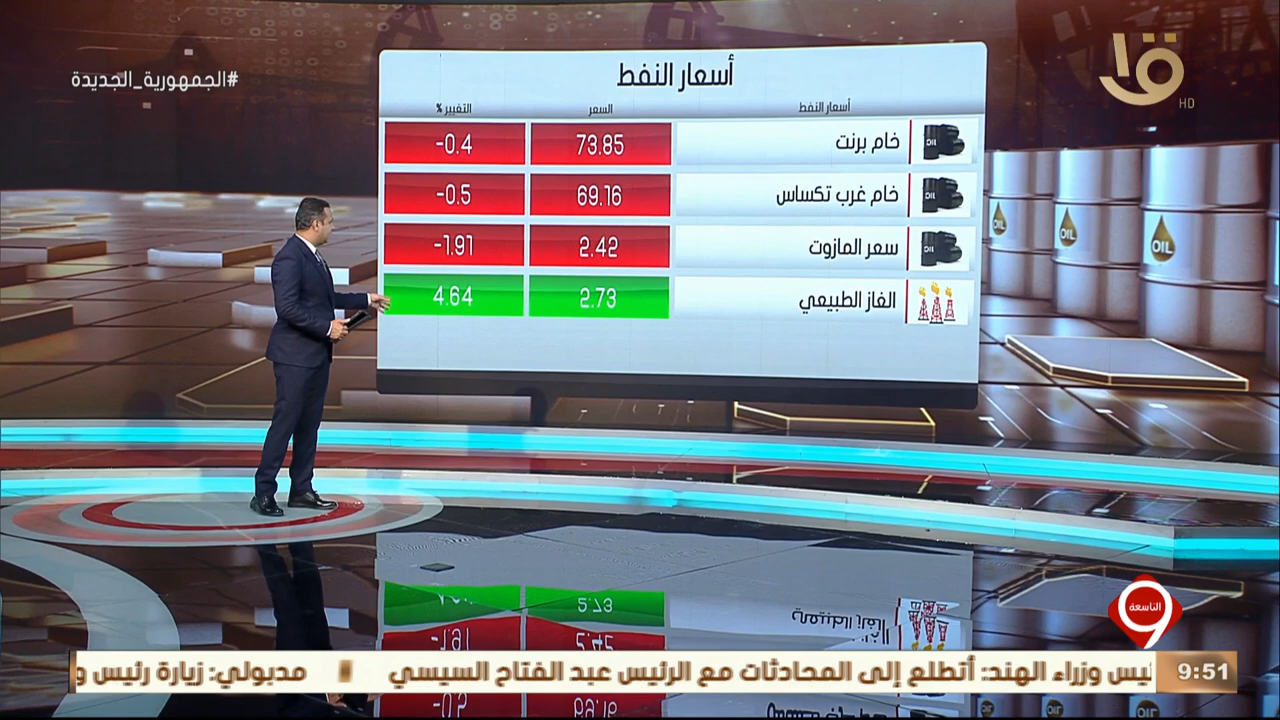 #الجمهورية_الجديدة
HD
أسعار النفط
أسعار النفط السعر التغيير %
خام برنت 73.85 -0.4
خام غرب تكساس 69.16 -0.5
سعر المازوت 2.42 -1.91
الغاز الطبيعي 2.73 4.64
OIL
OIL
OIL
التاسعة
9
9:51
وزراء الهند: أتطلع إلى المحادثات مع الرئيس عبد الفتاح السيسي
مدبولي: زيارة رئيس